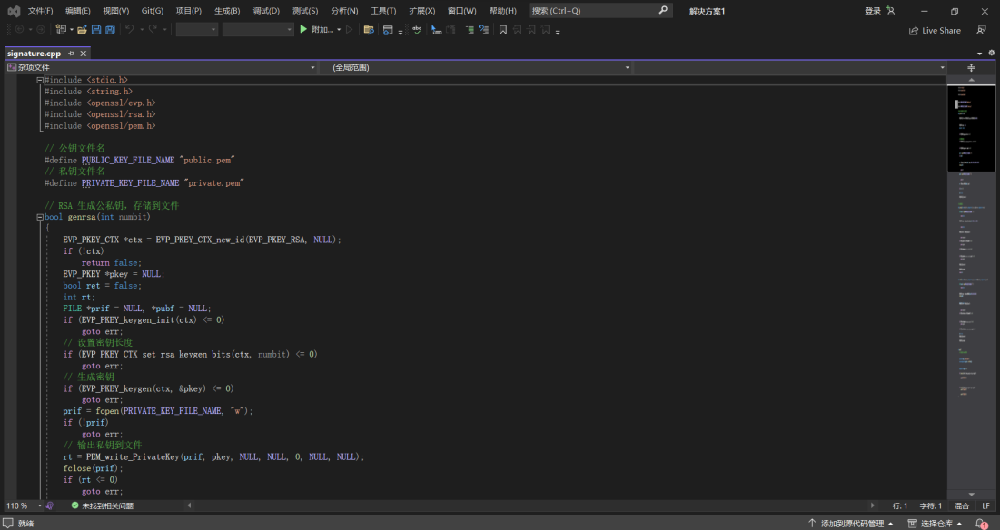 文件(F) 编辑(E) 视图(V) Git(G) 项目(P) 生成(B) 调试(D) 测试(S) 分析(N) 工具(T) 扩展(X) 窗口(W) 帮助(H) 搜索 (Ctrl+Q) 解决方案1 登录
附加... Live Share
signature.cpp
杂项文件 (全局范围)
#include <stdio.h>
#include <string.h>
#include <openssl/evp.h>
#include <openssl/rsa.h>
#include <openssl/pem.h>
// 公钥文件名
#define PUBLIC_KEY_FILE_NAME "public.pem"
// 私钥文件名
#define PRIVATE_KEY_FILE_NAME "private.pem"
// RSA 生成公私钥，存储到文件
bool genrsa(int numbit)
{
EVP_PKEY_CTX *ctx = EVP_PKEY_CTX_new_id(EVP_PKEY_RSA, NULL);
if (!ctx)
return false;
EVP_PKEY *pkey = NULL;
bool ret = false;
int rt;
FILE *prif = NULL, *pubf = NULL;
if (EVP_PKEY_keygen_init(ctx) <= 0)
goto err;
// 设置密钥长度
if (EVP_PKEY_CTX_set_rsa_keygen_bits(ctx, numbit) <= 0)
goto err;
// 生成密钥
if (EVP_PKEY_keygen(ctx, &pkey) <= 0)
goto err;
prif = fopen(PRIVATE_KEY_FILE_NAME, "w");
if (!prif)
goto err;
// 输出私钥到文件
rt = PEM_write_PrivateKey(prif, pkey, NULL, NULL, 0, NULL, NULL);
fclose(prif);
if (rt <= 0)
goto err;
110 % 未找到相关问题 行: 1 字符: 1 混合 LF
就绪 添加到源代码管理 选择仓库 1